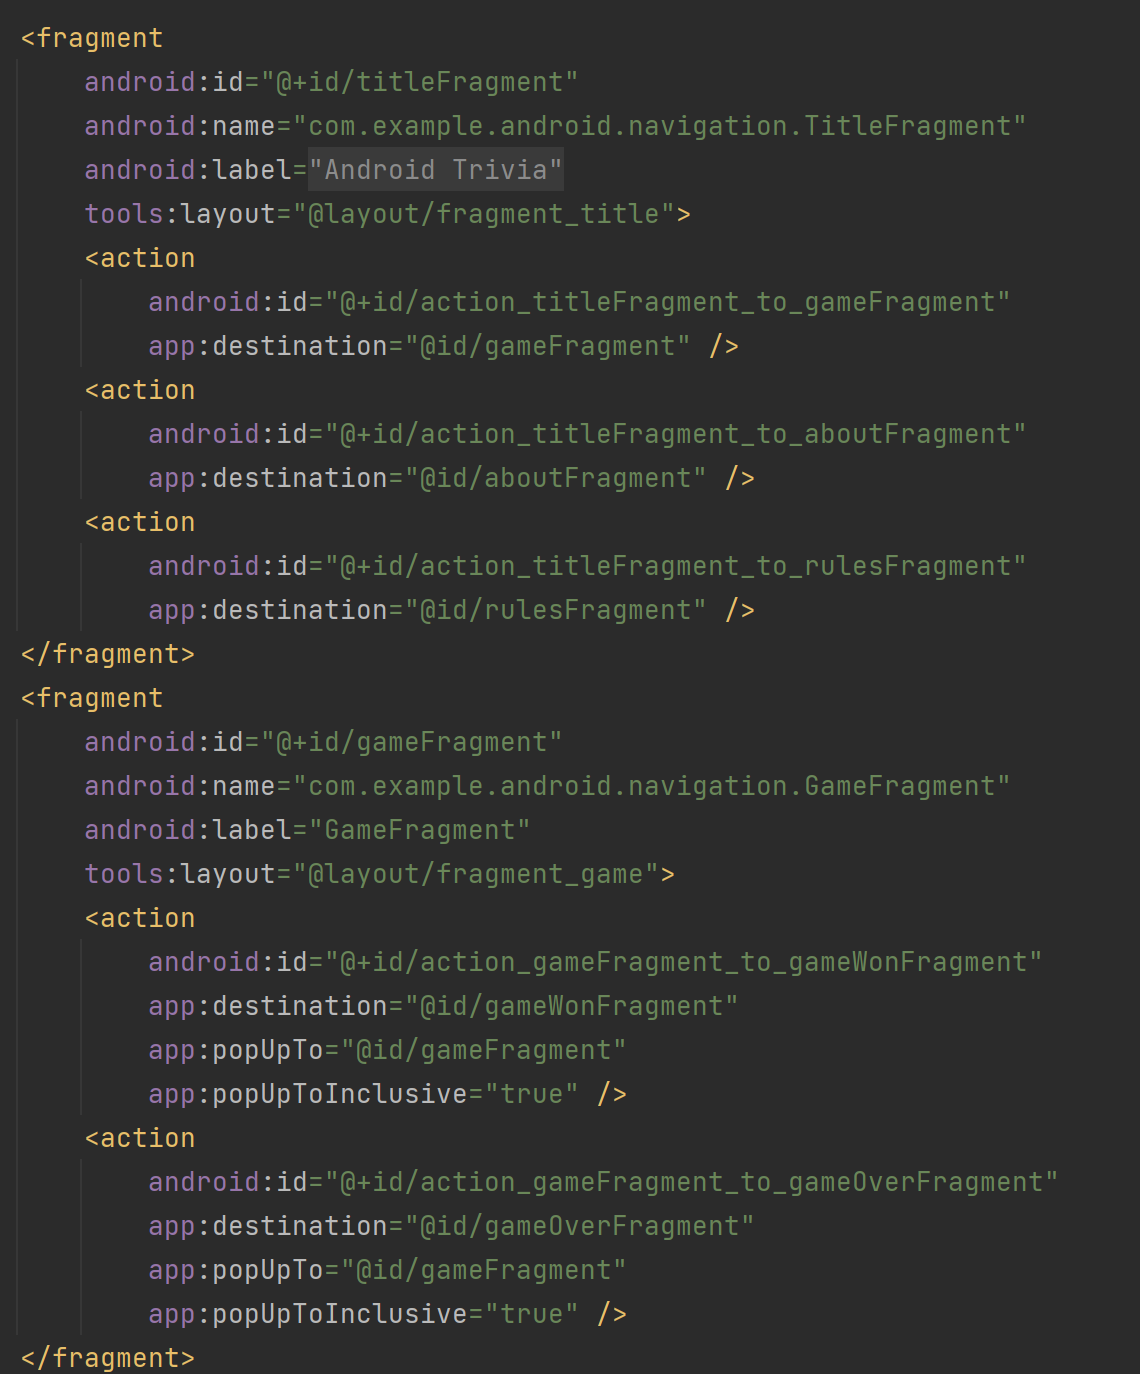 <fragment
android:id="@+id/titleFragment"
android:name="com.example.android.navigation.TitleFragment"
android:label="Android Trivia"
tools:layout="@layout/fragment_title">
<action
android:id="@+id/action_titleFragment_to_gameFragment"
app:destination="@id/gameFragment" />
<action
android:id="@+id/action_titleFragment_to_aboutFragment"
app:destination="@id/aboutFragment" />
<action
android:id="@+id/action_titleFragment_to_rulesFragment"
app:destination="@id/rulesFragment" />
</fragment>
<fragment
android:id="@+id/gameFragment"
android:name="com.example.android.navigation.GameFragment"
android:label="GameFragment"
tools:layout="@layout/fragment_game">
<action
android:id="@+id/action_gameFragment_to_gameWonFragment"
app:destination="@id/gameWonFragment"
app:popUpTo="@id/gameFragment"
app:popUpToInclusive="true" />
<action
android:id="@+id/action_gameFragment_to_gameOverFragment"
app:destination="@id/gameOverFragment"
app:popUpTo="@id/gameFragment"
app:popUpToInclusive="true" />
</fragment>